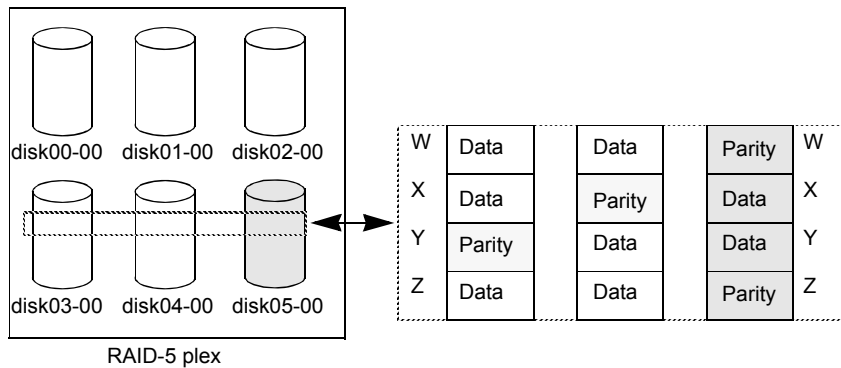 disk00-00 disk01-00 disk02-00
disk03-00 disk04-00 disk05-00
RAID-5 plex
W Data Data Parity W
X Data Parity Data X
Y Parity Data Data Y
Z Data Data Parity Z